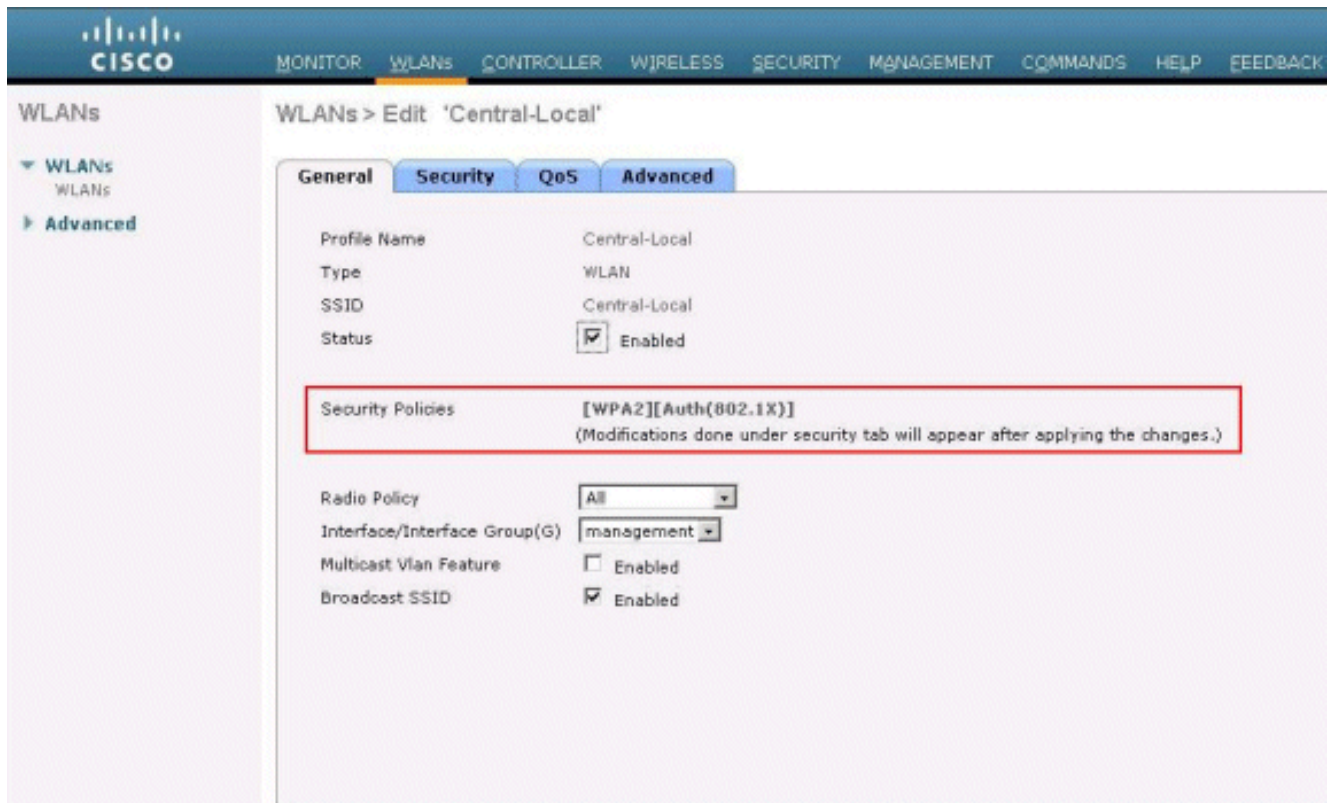 CISCO
MONITOR WLANs CONTROLLER WIRELESS SECURITY MANAGEMENT COMMANDS HELP FEEDBACK
WLANs
WLANs > Edit 'Central-Local'
WLANs
WLANs
Advanced
General Security QoS Advanced
Profile Name Central-Local
Type WLAN
SSID Central-Local
Status Enabled
Security Policies [WPA2][Auth(802.1X)]
(Modifications done under security tab will appear after applying the changes.)
Radio Policy All
Interface/Interface Group(G) management
Multicast Vlan Feature Enabled
Broadcast SSID Enabled